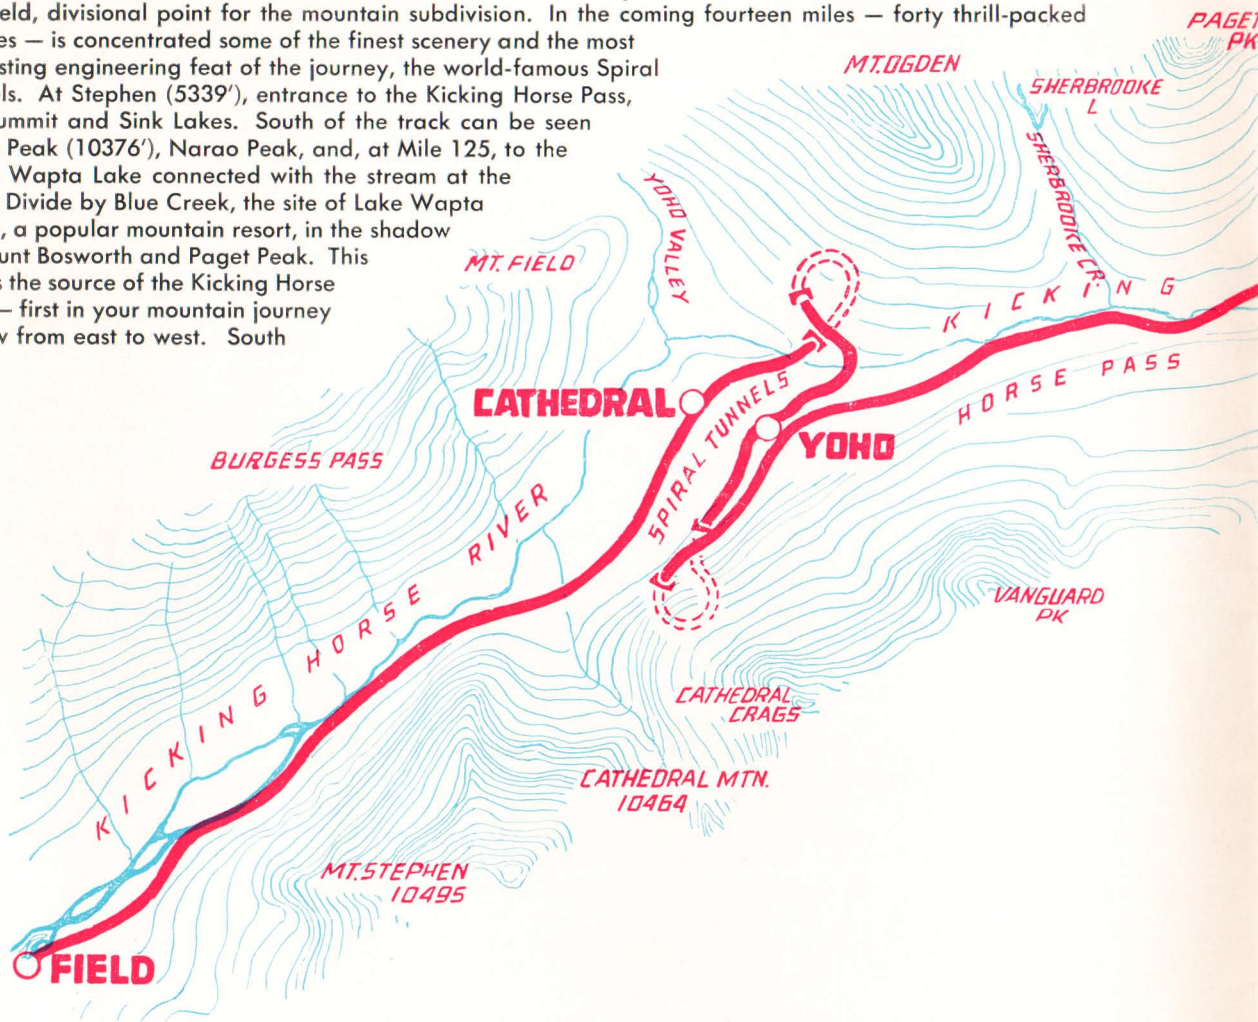 eld, divisional point for the mountain subdivision. In the coming fourteen miles — forty thrill-packed
es — is concentrated some of the finest scenery and the most
sting engineering feat of the journey, the world-famous Spiral
ls. At Stephen (5339′), entrance to the Kicking Horse Pass,
ummit and Sink Lakes. South of the track can be seen
Peak (10376′), Narao Peak, and, at Mile 125, to the
Wapta Lake connected with the stream at the
Divide by Blue Creek, the site of Lake Wapta
, a popular mountain resort, in the shadow
unt Bosworth and Paget Peak. This
s the source of the Kicking Horse
— first in your mountain journey
w from east to west. South
PAGET
PK
MT.OGDEN
SHERBROOKE
L
SHERBROOKE CR.
YOHO VALLEY
MT. FIELD
KICKING
HORSE PASS
CATHEDRAL
SPIRAL TUNNELS
YOHO
BURGESS PASS
KICKING HORSE RIVER
VANGUARD
PK
CATHEDRAL
CRAGS
CATHEDRAL MTN.
10464
MT.STEPHEN
10495
FIELD